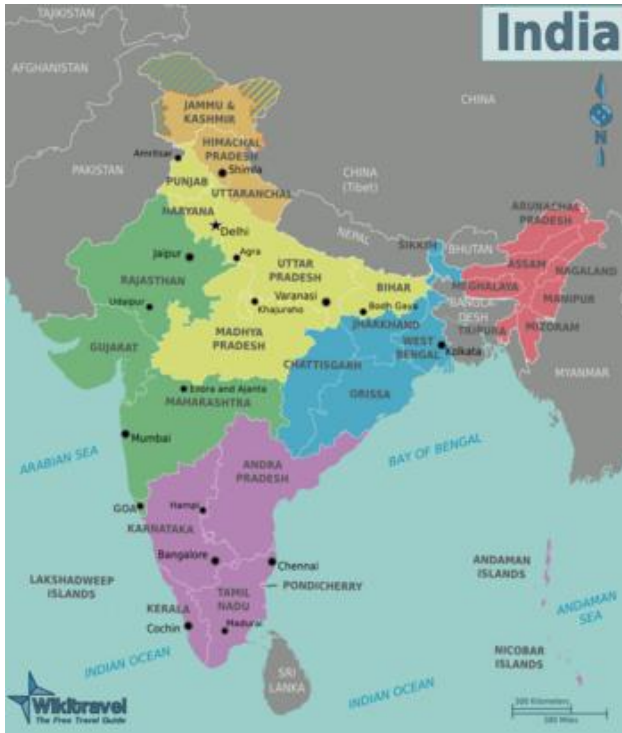 India
TAJIKISTAN
AFGHANISTAN
CHINA
N
JAMMU &
KASHMIR
HIMACHAL
PRADESH
Amritsar
Shimla
PAKISTAN
PUNJAB
UTTARANCHAL
CHINA
(Tibet)
HARYANA
Delhi
NEPAL
ARUNACHAL
PRADESH
SIKKIM
BHUTAN
Jaipur
Agra
ASSAM
NAGALAND
RAJASTHAN
UTTAR
PRADESH
BIHAR
MEGHALAYA
Udaipur
Khajuraho
Varanasi
Bodh Gaya
BANGLA
DESH
MANIPUR
JHARKHAND
TRIPURA
MIZORAM
GUJARAT
MADHYA
PRADESH
WEST
BENGAL
Kolkata
CHATTISGARH
MYANMAR
ORISSA
Ellora and Ajanta
MAHARASHTRA
Mumbai
ARABIAN SEA
BAY OF BENGAL
ANDRA
PRADESH
GOA
Hampi
KARNATAKA
Bangalore
Chennai
ANDAMAN
ISLANDS
LAKSHADWEEP
ISLANDS
PONDICHERRY
TAMIL
NADU
KERALA
Cochin
Madurai
ANDAMAN
SEA
NICOBAR
ISLANDS
INDIAN OCEAN
SRI
LANKA
INDIAN OCEAN
Wikitravel
The Free Travel Guide
300 Kilometers
300 Miles